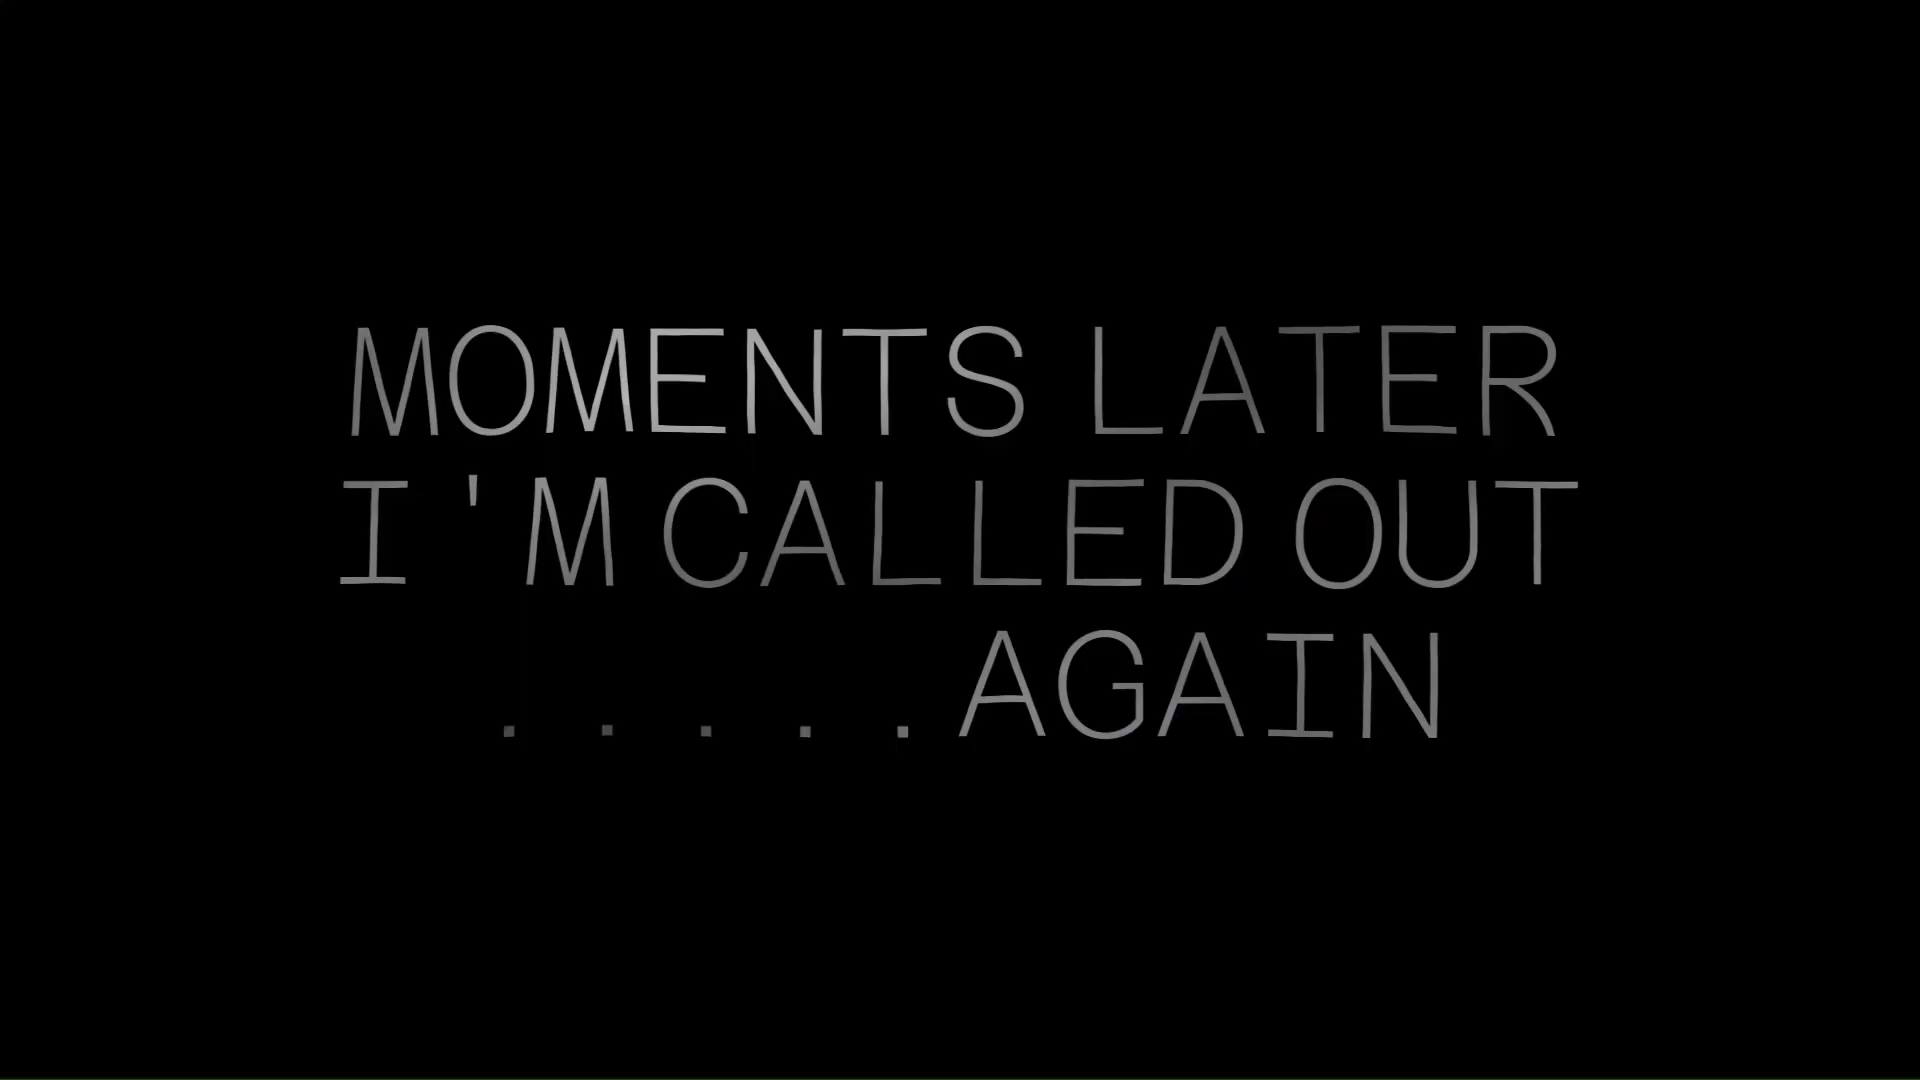 MOMENTS LATER
I'M CALLED OUT
.....AGAIN